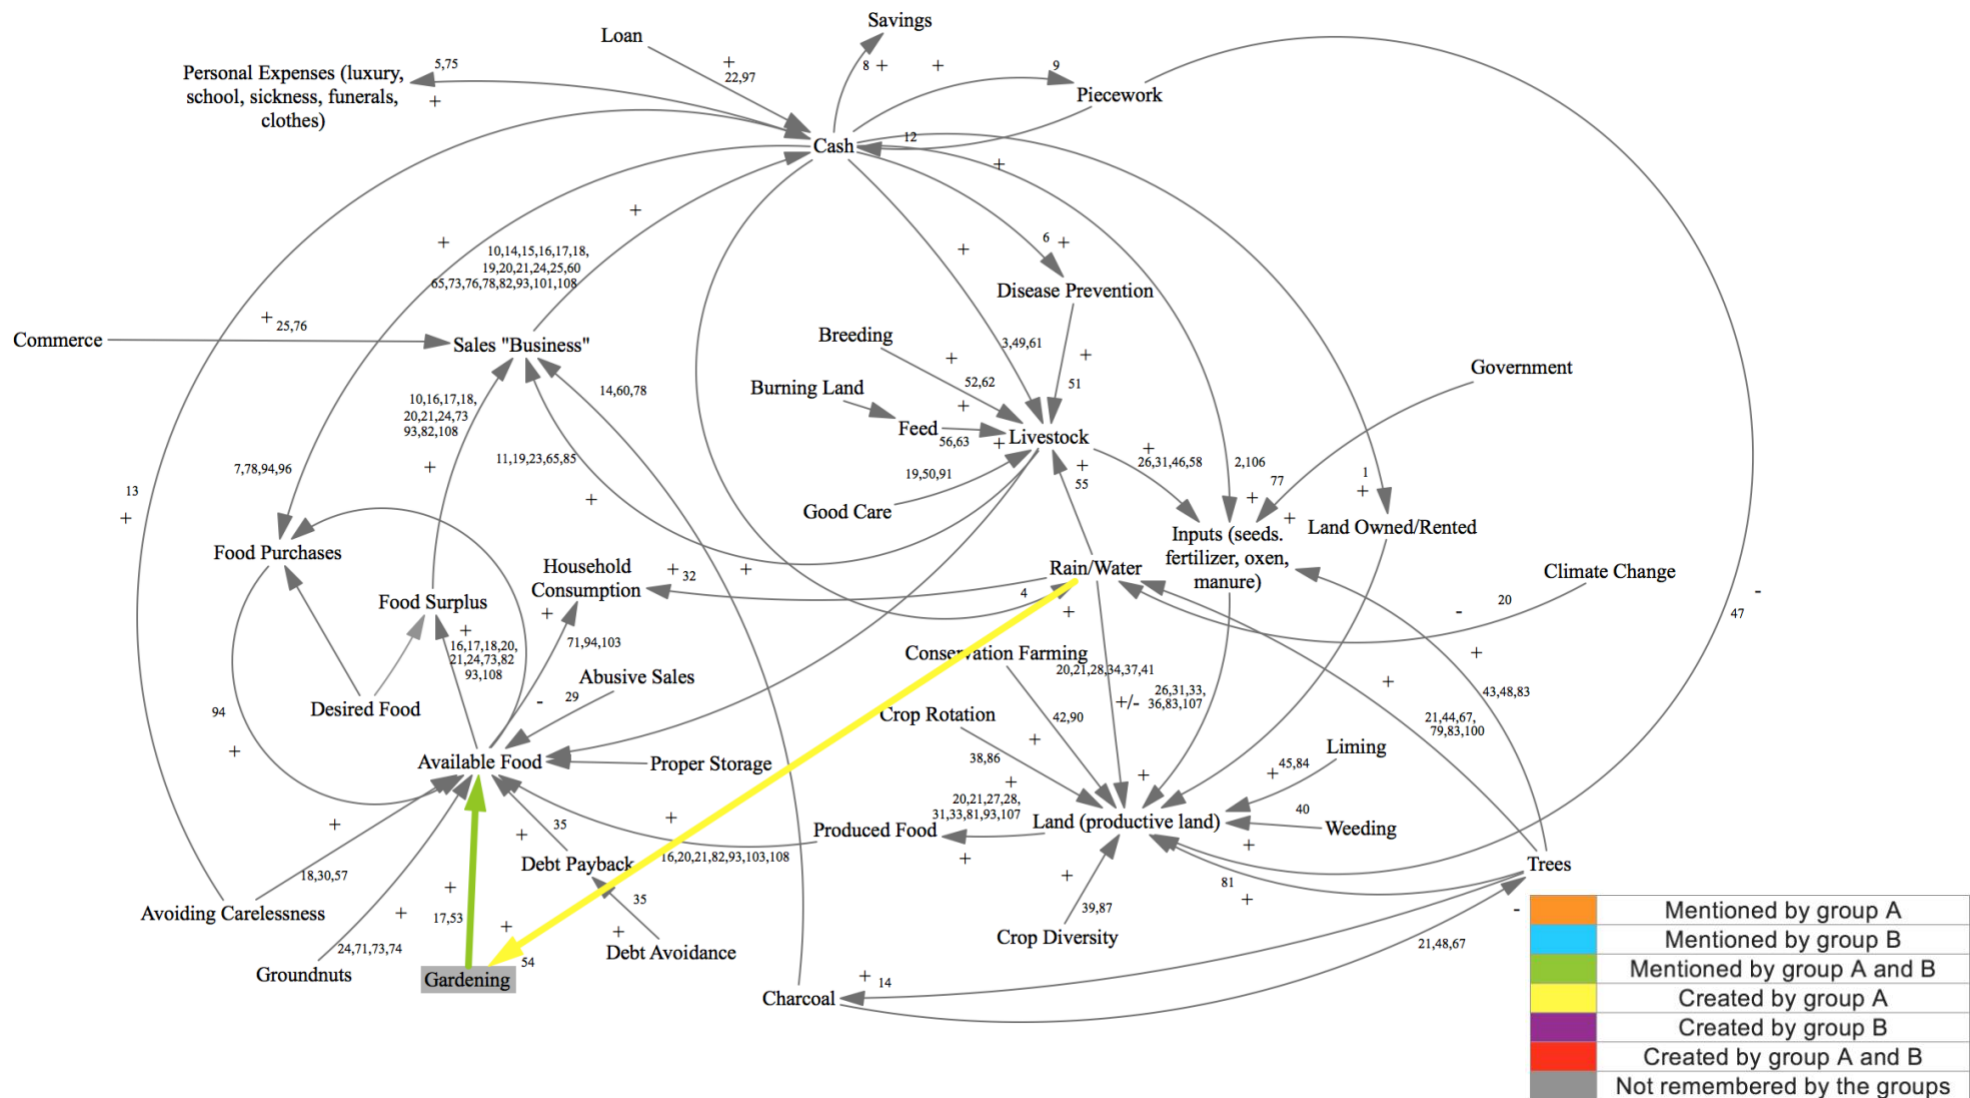 Savings
Loan
+
22,97
8 +
+
9
Piecework
5,75
Personal Expenses (luxury,
school, sickness, funerals,
clothes)
+
Cash
12
+
+
+
10,14,15,16,17,18,
19,20,21,24,25,60
65,73,76,78,82,93,101,108
+
6 +
Disease Prevention
+
25,76
Commerce
Sales "Business"
Breeding
+
52,62
3,49,61
+
51
Government
Burning Land
+
Feed
56,63
+
Livestock
14,60,78
10,16,17,18,
20,21,24,73
93,82,108
+
11,19,23,65,85
+
7,78,94,96
13
+
19,50,91
Good Care
+
55
+
26,31,46,58
2,106
77
+
+
1
+
Inputs (seeds.
fertilizer, oxen,
manure)
Land Owned/Rented
Food Purchases
Household
Consumption
+
32
+
Rain/Water
4
+
Climate Change
20
-
-
47
Food Surplus
+
16,17,18,20,
21,24,73,82
93,108
+
71,94,103
Conservation Farming
20,21,28,34,37,41
+
+
43,48,83
Abusive Sales
29
-
Desired Food
Crop Rotation
42,90
+/-
26,31,33,
36,83,107
21,44,67,
79,83,100
94
+
+
38,86
Liming
45,84
+
Available Food
Proper Storage
+
+
20,21,27,28,
31,33,81,93,107
40
Weeding
+
Produced Food
Land (productive land)
+
+
+
35
Debt Payback
+
16,20,21,82,93,103,108
Trees
18,30,57
+
81
+
35
39,87
Avoiding Carelessness
+
+
17,53
+
+
Crop Diversity
-
21,48,67
24,71,73,74
Debt Avoidance
54
Groundnuts
Gardening
+
14
Charcoal
Mentioned by group A
Mentioned by group B
Mentioned by group A and B
Created by group A
Created by group B
Created by group A and B
Not remembered by the groups